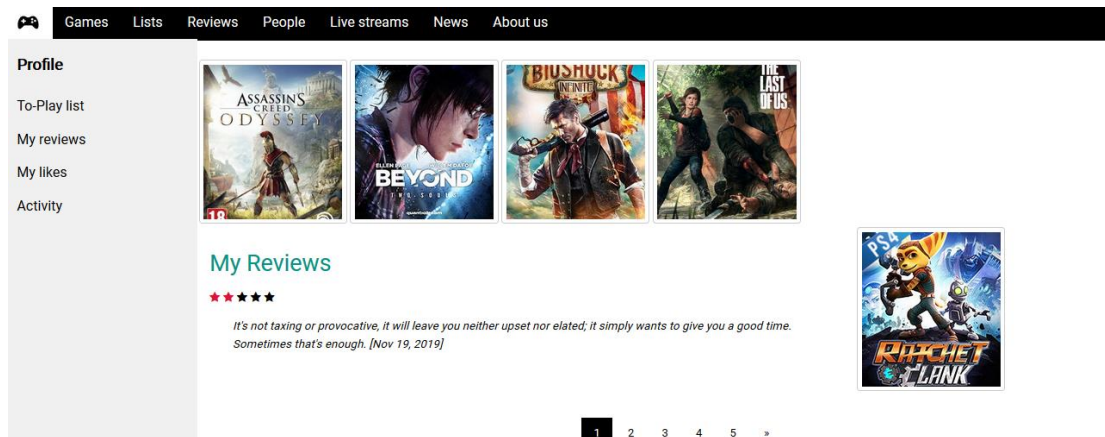 Games Lists Reviews People Live streams News About us
Profile
To-Play list
My reviews
My likes
Activity
ASSASSIN'S
CREED
ODYSSEY
18
BEYOND
TWO SOULS
BIOSHOCK
INFINITE
THE
LAST
OF US
My Reviews
It's not taxing or provocative, it will leave you neither upset nor elated; it simply wants to give you a good time.
Sometimes that's enough. [Nov 19, 2019]
PS4
RATCHET
CLANK
1 2 3 4 5 »